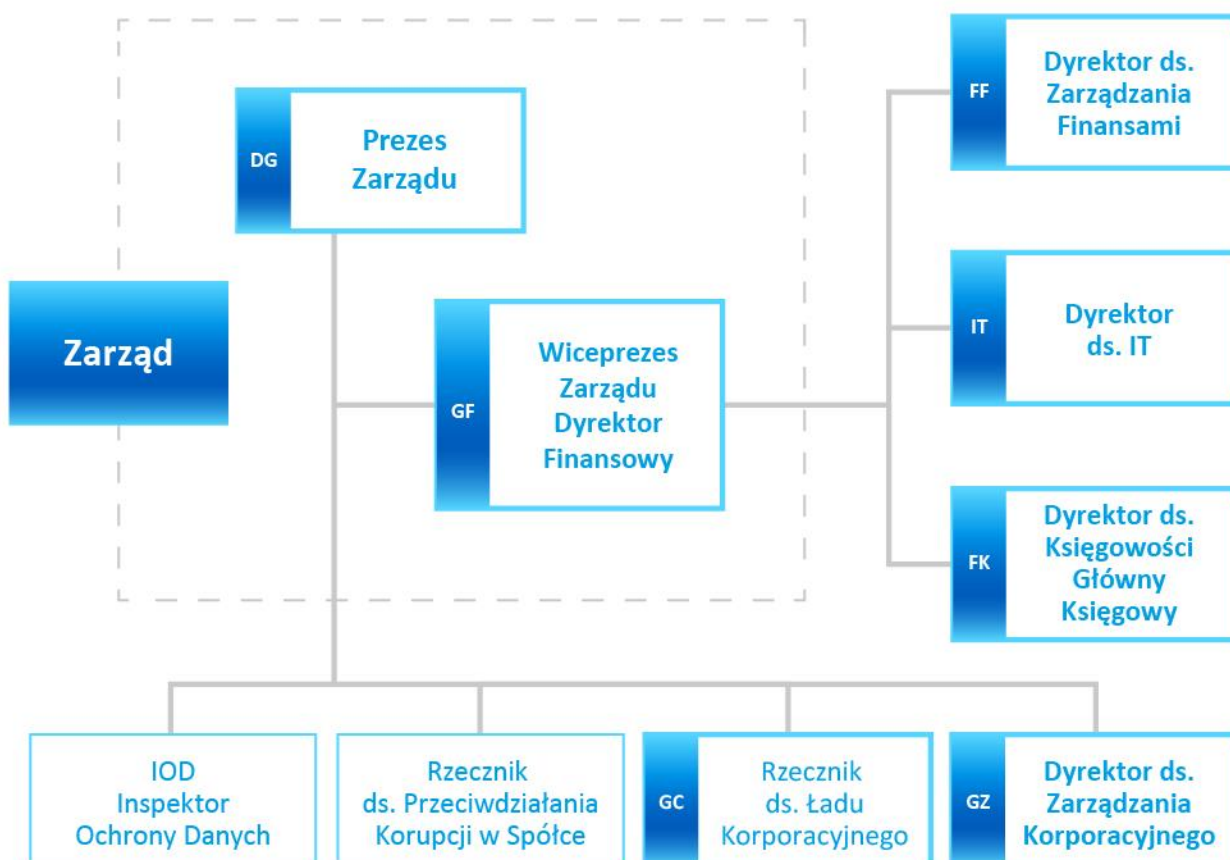 DG
Prezes
Zarządu
Zarząd
GF
Wiceprezes
Zarządu
Dyrektor
Finansowy
FF
Dyrektor ds.
Zarządzania
Finansami
IT
Dyrektor
ds. IT
FK
Dyrektor ds.
Księgowości
Główny
Księgowy
IOD
Inspektor
Ochrony Danych
Rzecznik
ds. Przeciwdziałania
Korupcji w Spółce
GC
Rzecznik
ds. Ładu
Korporacyjnego
GZ
Dyrektor ds.
Zarządzania
Korporacyjnego